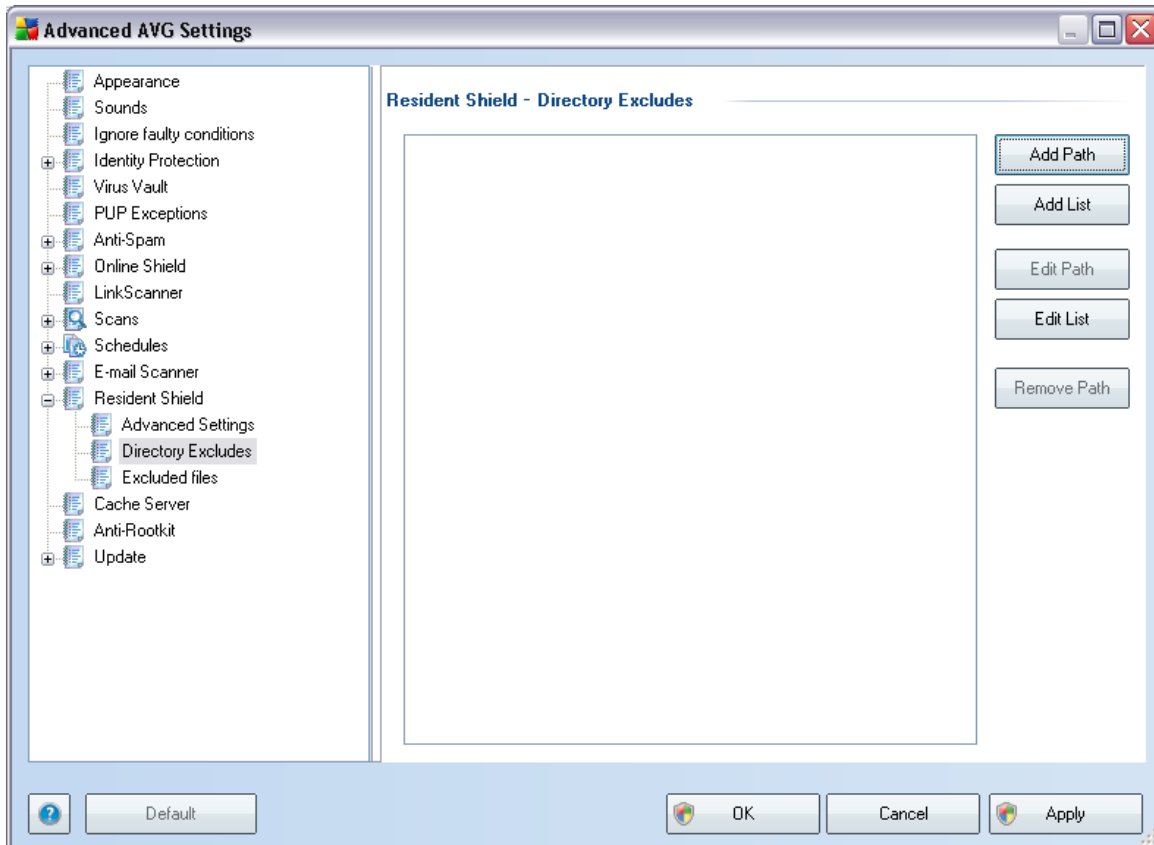 Advanced AVG Settings
Appearance
Sounds
Ignore faulty conditions
Identity Protection
Virus Vault
PUP Exceptions
Anti-Spam
Online Shield
LinkScanner
Scans
Schedules
E-mail Scanner
Resident Shield
Advanced Settings
Directory Excludes
Excluded files
Cache Server
Anti-Rootkit
Update
Resident Shield - Directory Excludes
Add Path
Add List
Edit Path
Edit List
Remove Path
?
Default
OK
Cancel
Apply